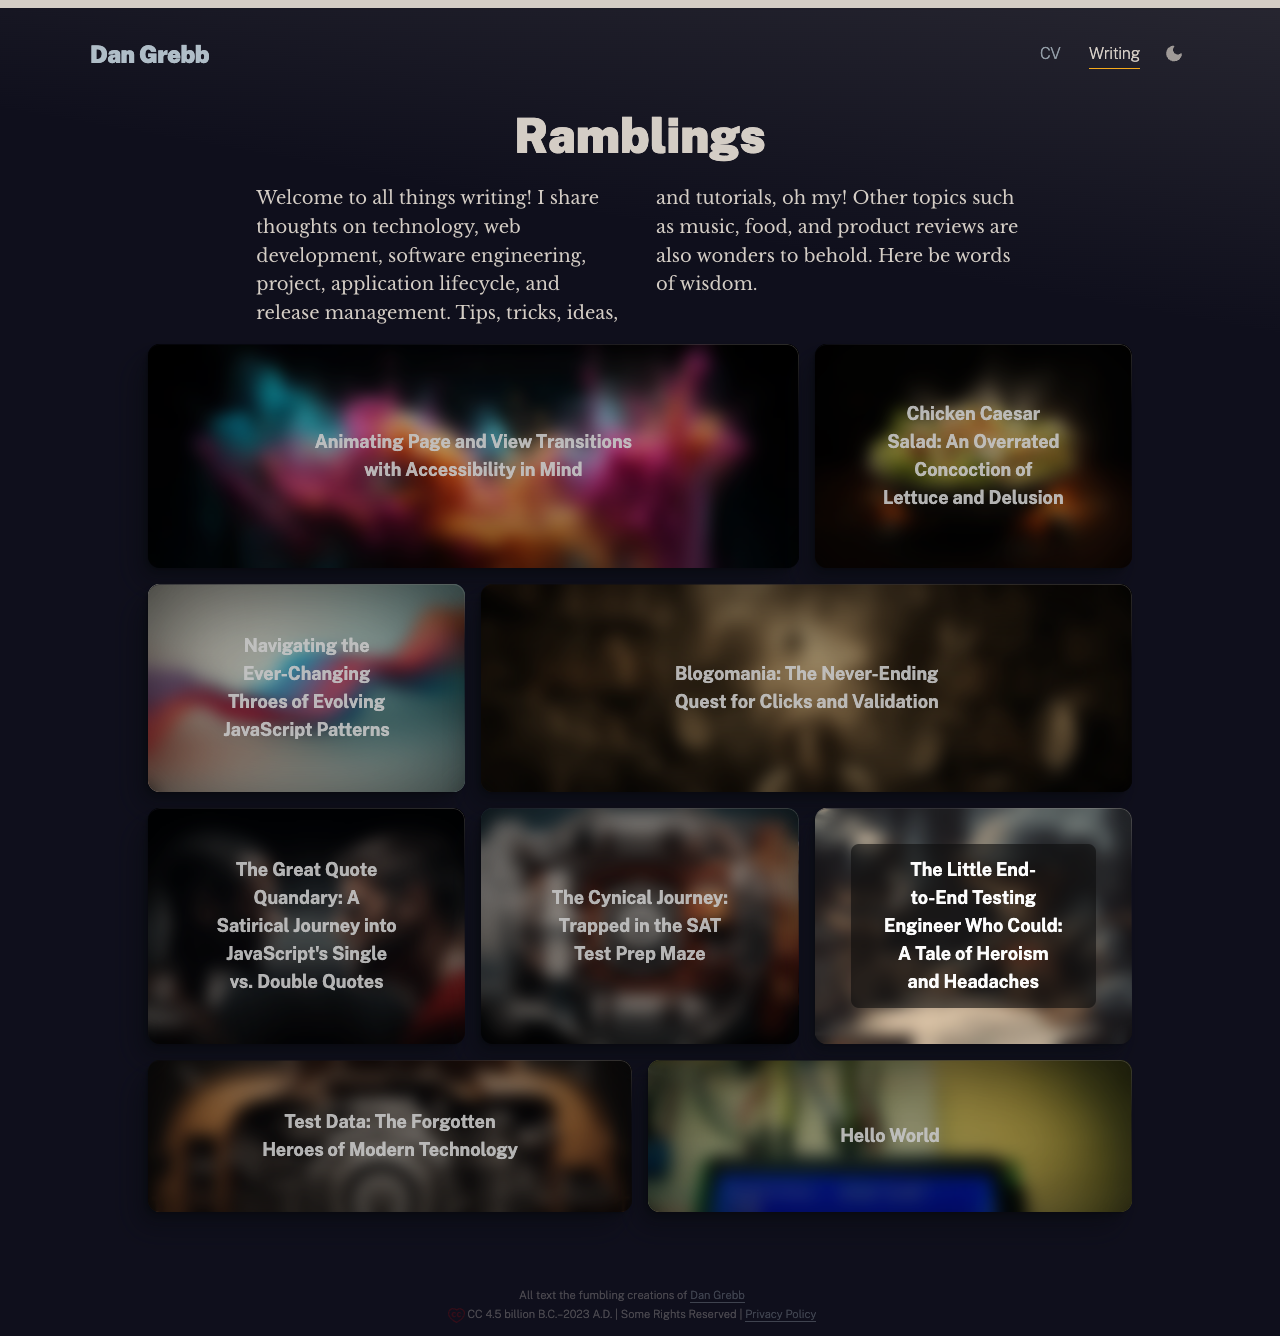 Dan Grebb
CV
Writing
Ramblings
Welcome to all things writing! I share
thoughts on technology, web
development, software engineering,
project, application lifecycle, and
release management. Tips, tricks, ideas,
and tutorials, oh my! Other topics such
as music, food, and product reviews are
also wonders to behold. Here be words
of wisdom.
Animating Page and View Transitions
with Accessibility in Mind
Chicken Caesar
Salad: An Overrated
Concoction of
Lettuce and Delusion
Navigating the
Ever-Changing
Throes of Evolving
JavaScript Patterns
Blogomania: The Never-Ending
Quest for Clicks and Validation
The Great Quote
Quandary: A
Satirical Journey into
JavaScript's Single
vs. Double Quotes
The Cynical Journey:
Trapped in the SAT
Test Prep Maze
The Little End-
to-End Testing
Engineer Who Could:
A Tale of Heroism
and Headaches
Test Data: The Forgotten
Heroes of Modern Technology
Hello World
All text the fumbling creations of Dan Grebb
CC 4.5 billion B.C.–2023 A.D. | Some Rights Reserved | Privacy Policy